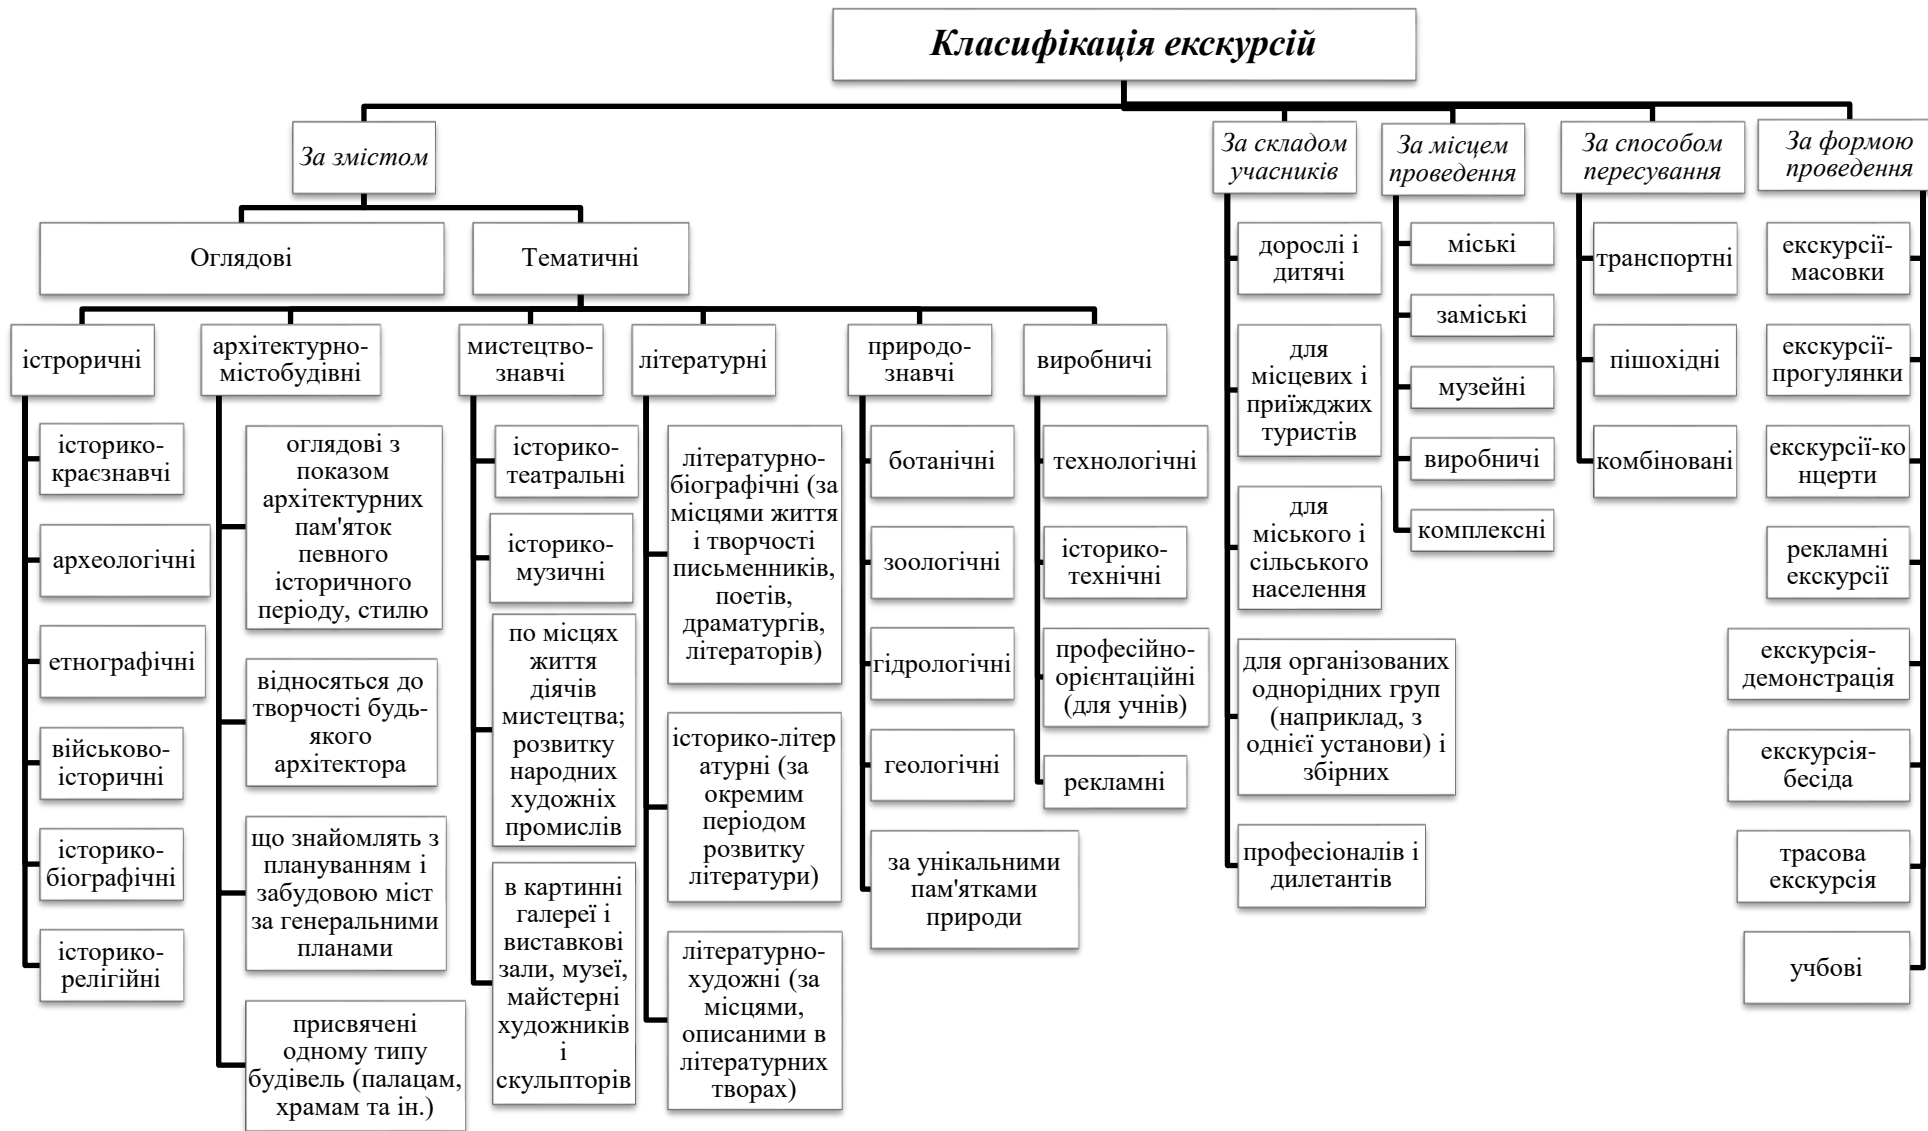 Класифікація екскурсій
За змістом
Оглядові
Тематичні
істроричні
історико-
краєзнавчі
археологічні
етнографічні
військово-
історичні
історико-
біографічні
історико-
релігійні
архітектурно-
містобудівні
оглядові з
показом
архітектурних
пам'яток
певного
історичного
періоду, стилю
відносяться до
творчості будь-
якого
архітектора
що знайомлять з
плануванням і
забудовою міст
за генеральними
планами
присвячені
одному типу
будівель (палацам,
храмам та ін.)
мистецтво-
знавчі
історико-
театральні
історико-
музичні
по місцях
життя
діячів
мистецтва;
розвитку
народних
художніх
промислів
в картинні
галереї і
виставкові
зали, музеї,
майстерні
художників
і
скульпторів
літературні
літературно-
біографічні (за
місцями життя
і творчості
письменників,
поетів,
драматургів,
літераторів)
історико-літер
атурні (за
окремим
періодом
розвитку
літератури)
літературно-
художні (за
місцями,
описаними в
літературних
творах)
природо-
знавчі
ботанічні
зоологічні
гідрологічні
геологічні
за унікальними
пам'ятками
природи
виробничі
технологічні
історико-
технічні
професійно-
орієнтаційні
(для учнів)
рекламні
За складом
учасників
дорослі і
дитячі
для
місцевих і
приїжджих
туристів
для
міського і
сільського
населення
для організованих
однорідних груп
(наприклад, з
однієї установи) і
збірних
професіоналів і
дилетантів
За місцем
проведення
міські
заміські
музейні
виробничі
комплексні
За способом
пересування
транспортні
пішохідні
комбіновані
За формою
проведення
екскурсії-
масовки
екскурсії-
прогулянки
екскурсії-ко
нцерти
рекламні
екскурсії
екскурсія-
демонстрація
екскурсія-
бесіда
трасова
екскурсія
учбові